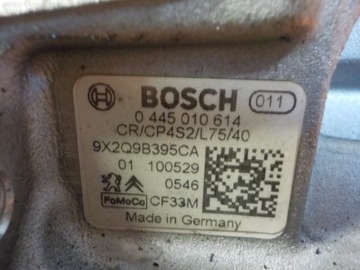 BOSCH 011
0 445 010 614
CR/CP4S2/L75/40
9X2Q9B395CA
01 100529
0546
FoMoCo CF33M
Made in Germany